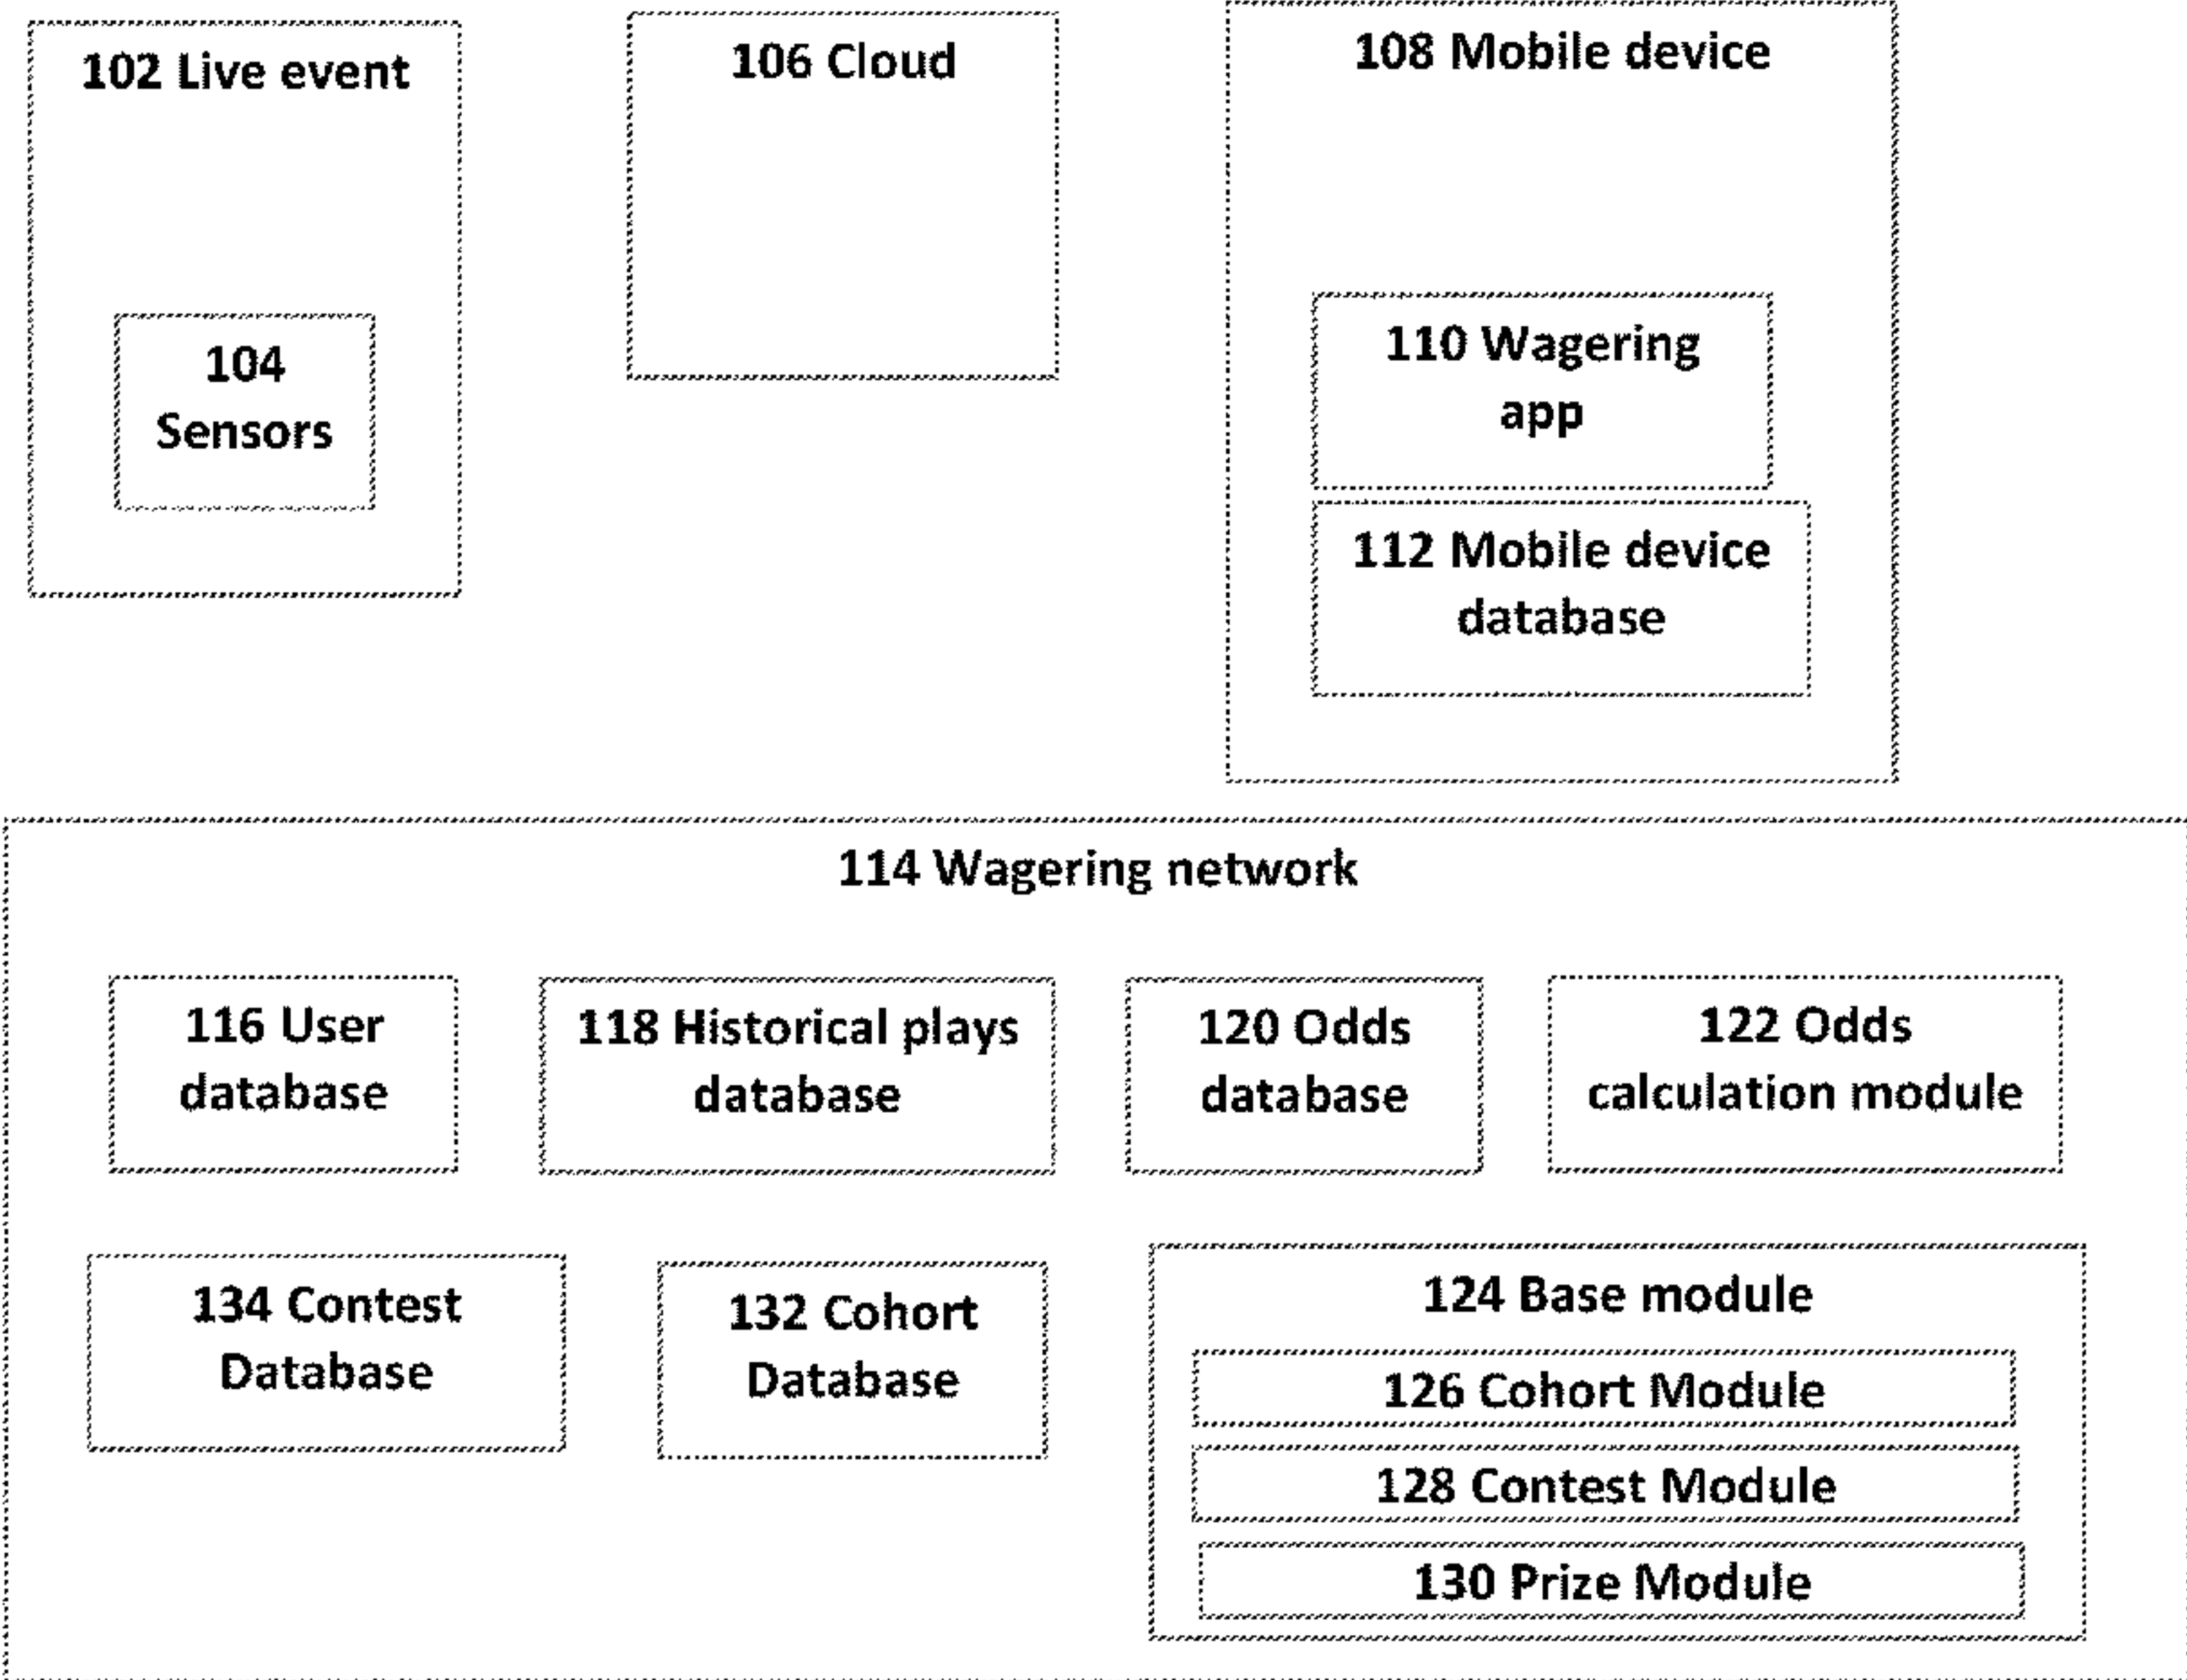 102 Live event
104
Sensors
106 Cloud
108 Mobile device
110 Wagering
app
112 Mobile device
database
114 Wagering network
116 User
database
118 Historical plays
database
120 Odds
database
122 Odds
calculation module
134 Contest
Database
132 Cohort
Database
124 Base module
126 Cohort Module
128 Contest Module
130 Prize Module